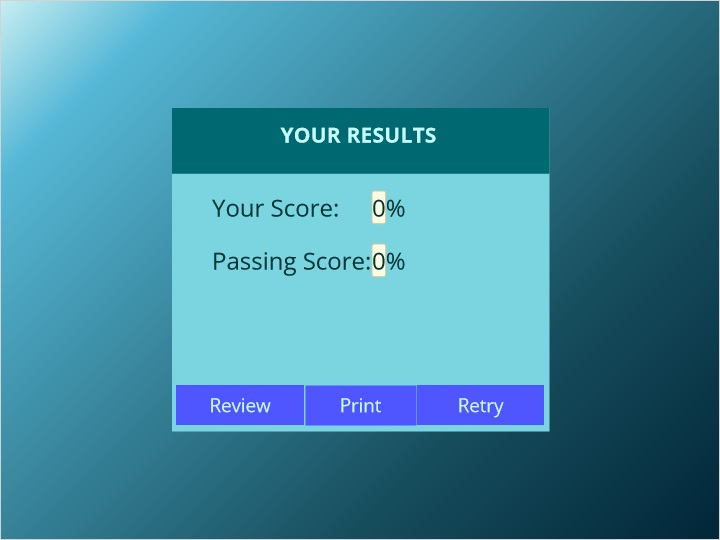 YOUR RESULTS
Your Score: 0%
Passing Score: 0%
Review Print Retry